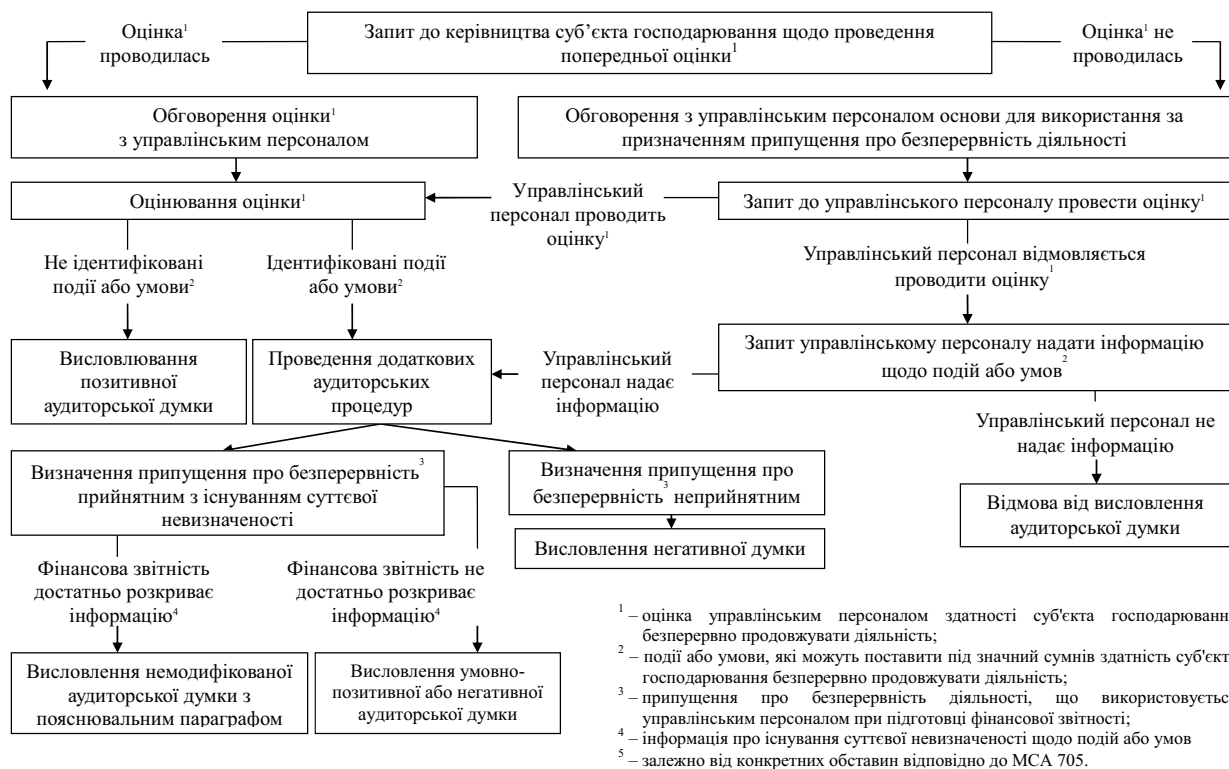 Оцінка¹
проводилась
Запит до керівництва суб’єкта господарювання щодо проведення
попередньої оцінки¹
Оцінка¹ не
проводилась
Обговорення оцінки¹
з управлінським персоналом
Обговорення з управлінським персоналом основи для використання за
призначенням припущення про безперервність діяльності
Оцінювання оцінки¹
Управлінський
персонал проводить
оцінку¹
Запит до управлінського персоналу провести оцінку¹
Не ідентифіковані
події або умови²
Ідентифіковані події
або умови²
Управлінський персонал відмовляється
проводити оцінку¹
Висловлювання
позитивної
аудиторської думки
Проведення додаткових
аудиторських
процедур
Управлінський
персонал надає
інформацію
Запит управлінському персоналу надати інформацію
щодо подій або умов²
Управлінський персонал не
надає інформацію
Визначення припущення про безперервність³
прийнятним з існуванням суттєвої
невизначеності
Визначення припущення про
безперервність³ неприйнятним
Відмова від висловлення
аудиторської думки
Висловлення негативної думки
Фінансова звітність
достатньо розкриває
інформацію⁴
Фінансова звітність не
достатньо розкриває
інформацію⁴
Висловлення немодифікованої
аудиторської думки з
пояснювальним параграфом
Висловлення умовно-
позитивної або негативної
аудиторської думки
¹ – оцінка управлінським персоналом здатності суб'єкта господарюванн
безперервно продовжувати діяльність;
² – події або умови, які можуть поставити під значний сумнів здатність суб'єкт
господарювання безперервно продовжувати діяльність;
³ – припущення про безперервність діяльності, що використовуєть
управлінським персоналом при підготовці фінансової звітності;
⁴ – інформація про існування суттєвої невизначеності щодо подій або умов
⁵ – залежно від конкретних обставин відповідно до МСА 705.